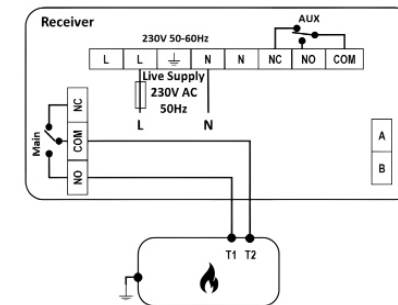 Receiver
AUX
230V 50-60Hz
L L N N NC NO COM
Live Supply
230V AC
50Hz
L N
NC
COM
NO
Main
A
B
T1 T2